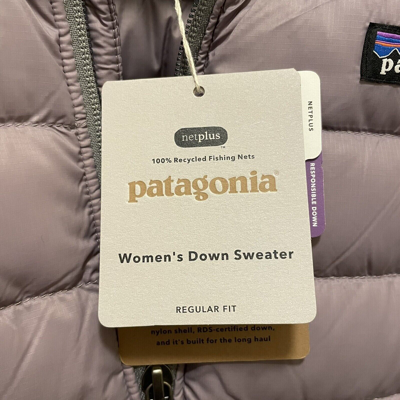 netplus
100% Recycled Fishing Nets
patagonia®
Women's Down Sweater
REGULAR FIT
NETPLUS
RESPONSIBLE DOWN
nylon shell, RDS-certified down,
and it's built for the long haul
pa